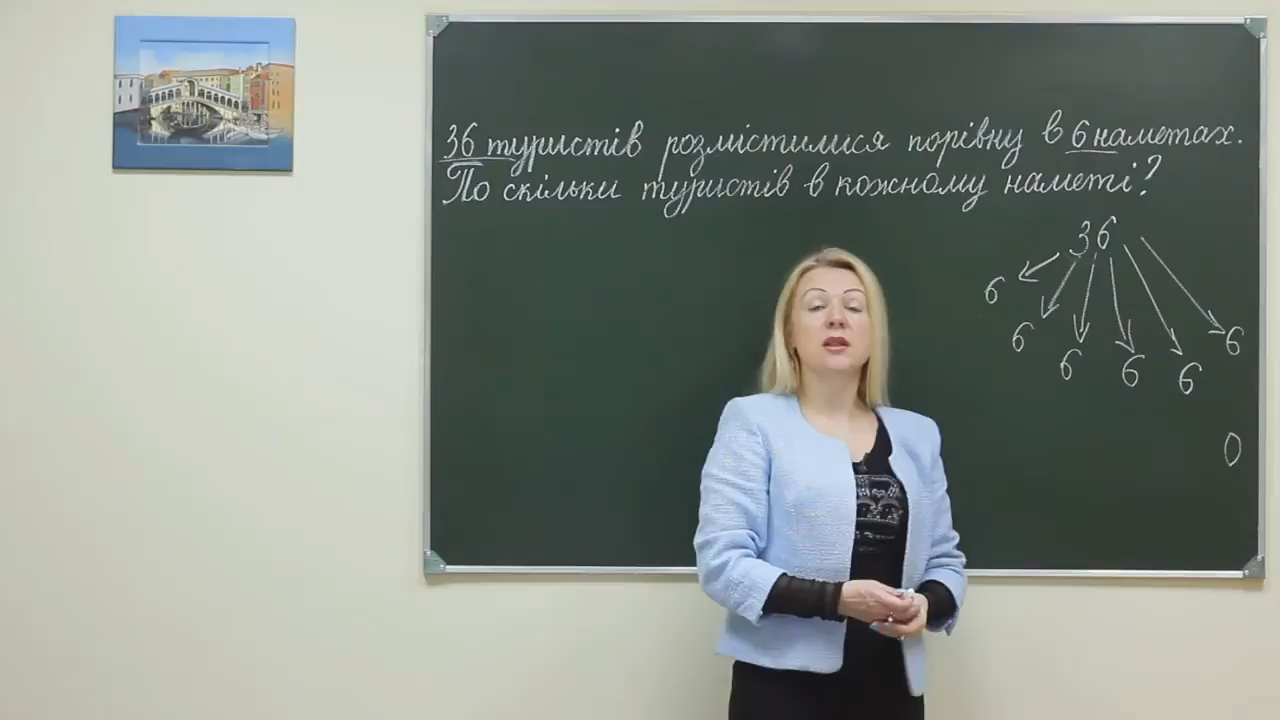 36 туристів розмістилися порівну в 6 наметах.
По скільки туристів в кожному наметі?
36
6 6 6 6 6 6
0